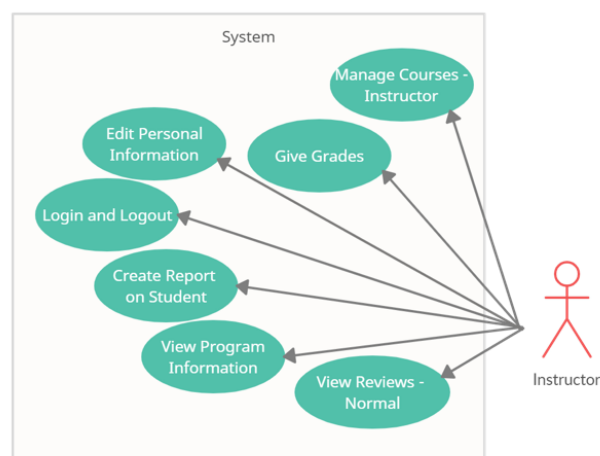 System
Manage Courses -
Instructor
Edit Personal
Information
Give Grades
Login and Logout
Create Report
on Student
View Program
Information
View Reviews -
Normal
Instructor